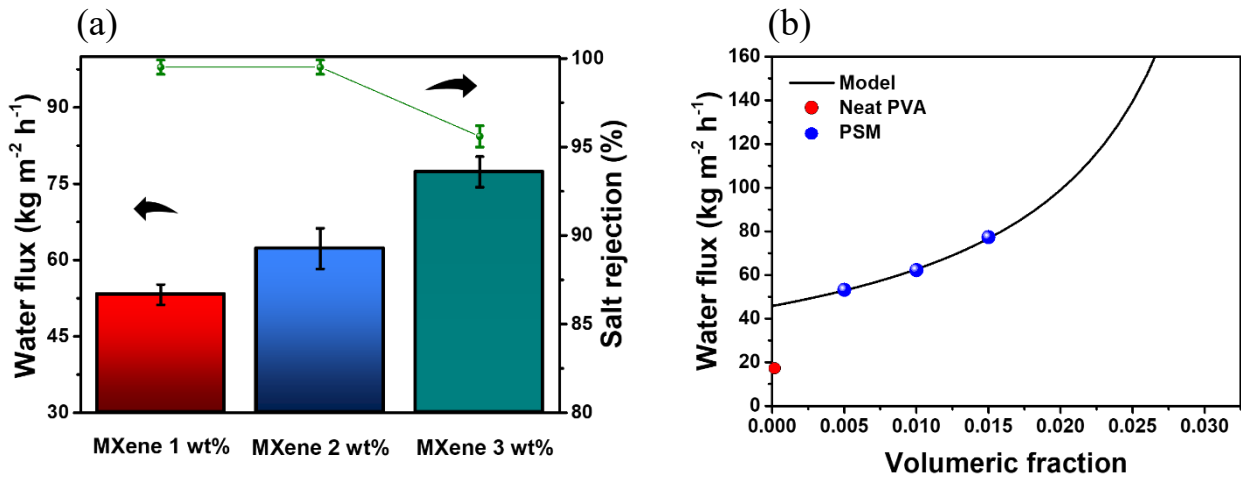 (a)
Water flux (kg m⁻² h⁻¹)
90
75
60
45
30
100
95
90
85
80
Salt rejection (%)
MXene 1 wt%
MXene 2 wt%
MXene 3 wt%
(b)
Water flux (kg m⁻² h⁻¹)
160
140
120
100
80
60
40
20
0
Model
Neat PVA
PSM
0.000 0.005 0.010 0.015 0.020 0.025 0.030
Volumeric fraction